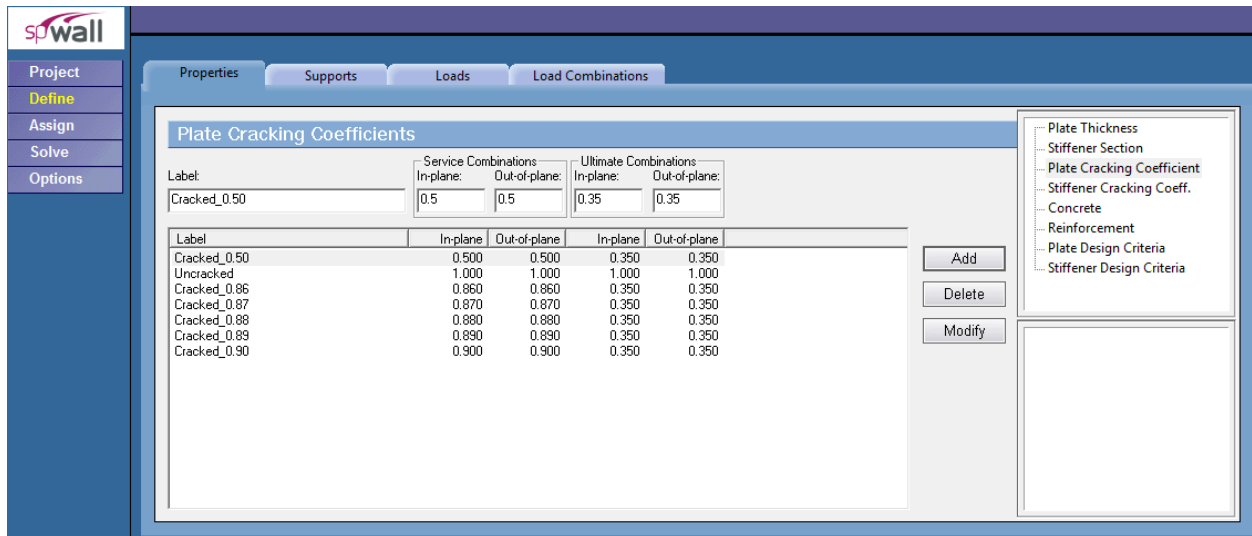 spwall
Project
Define
Assign
Solve
Options
Properties Supports Loads Load Combinations
Plate Cracking Coefficients
Service Combinations Ultimate Combinations
Label: In-plane: Out-of-plane: In-plane: Out-of-plane:
Cracked_0.50 0.5 0.5 0.35 0.35
Label In-plane Out-of-plane In-plane Out-of-plane
Cracked_0.50 0.500 0.500 0.350 0.350
Uncracked 1.000 1.000 1.000 1.000
Cracked_0.86 0.860 0.860 0.350 0.350
Cracked_0.87 0.870 0.870 0.350 0.350
Cracked_0.88 0.880 0.880 0.350 0.350
Cracked_0.89 0.890 0.890 0.350 0.350
Cracked_0.90 0.900 0.900 0.350 0.350
Add
Delete
Modify
Plate Thickness
Stiffener Section
Plate Cracking Coefficient
Stiffener Cracking Coeff.
Concrete
Reinforcement
Plate Design Criteria
Stiffener Design Criteria